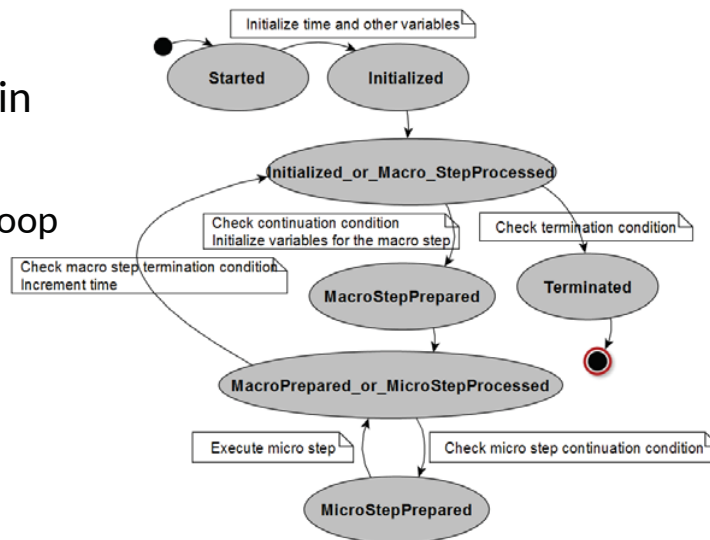 Initialize time and other variables
Started
Initialized
in
Initialized_or_Macro_StepProcessed
oop
Check continuation condition
Initialize variables for the macro step
Check termination condition
Check macro step termination condition
Increment time
MacroStepPrepared
Terminated
MacroPrepared_or_MicroStepProcessed
Execute micro step
Check micro step continuation condition
MicroStepPrepared